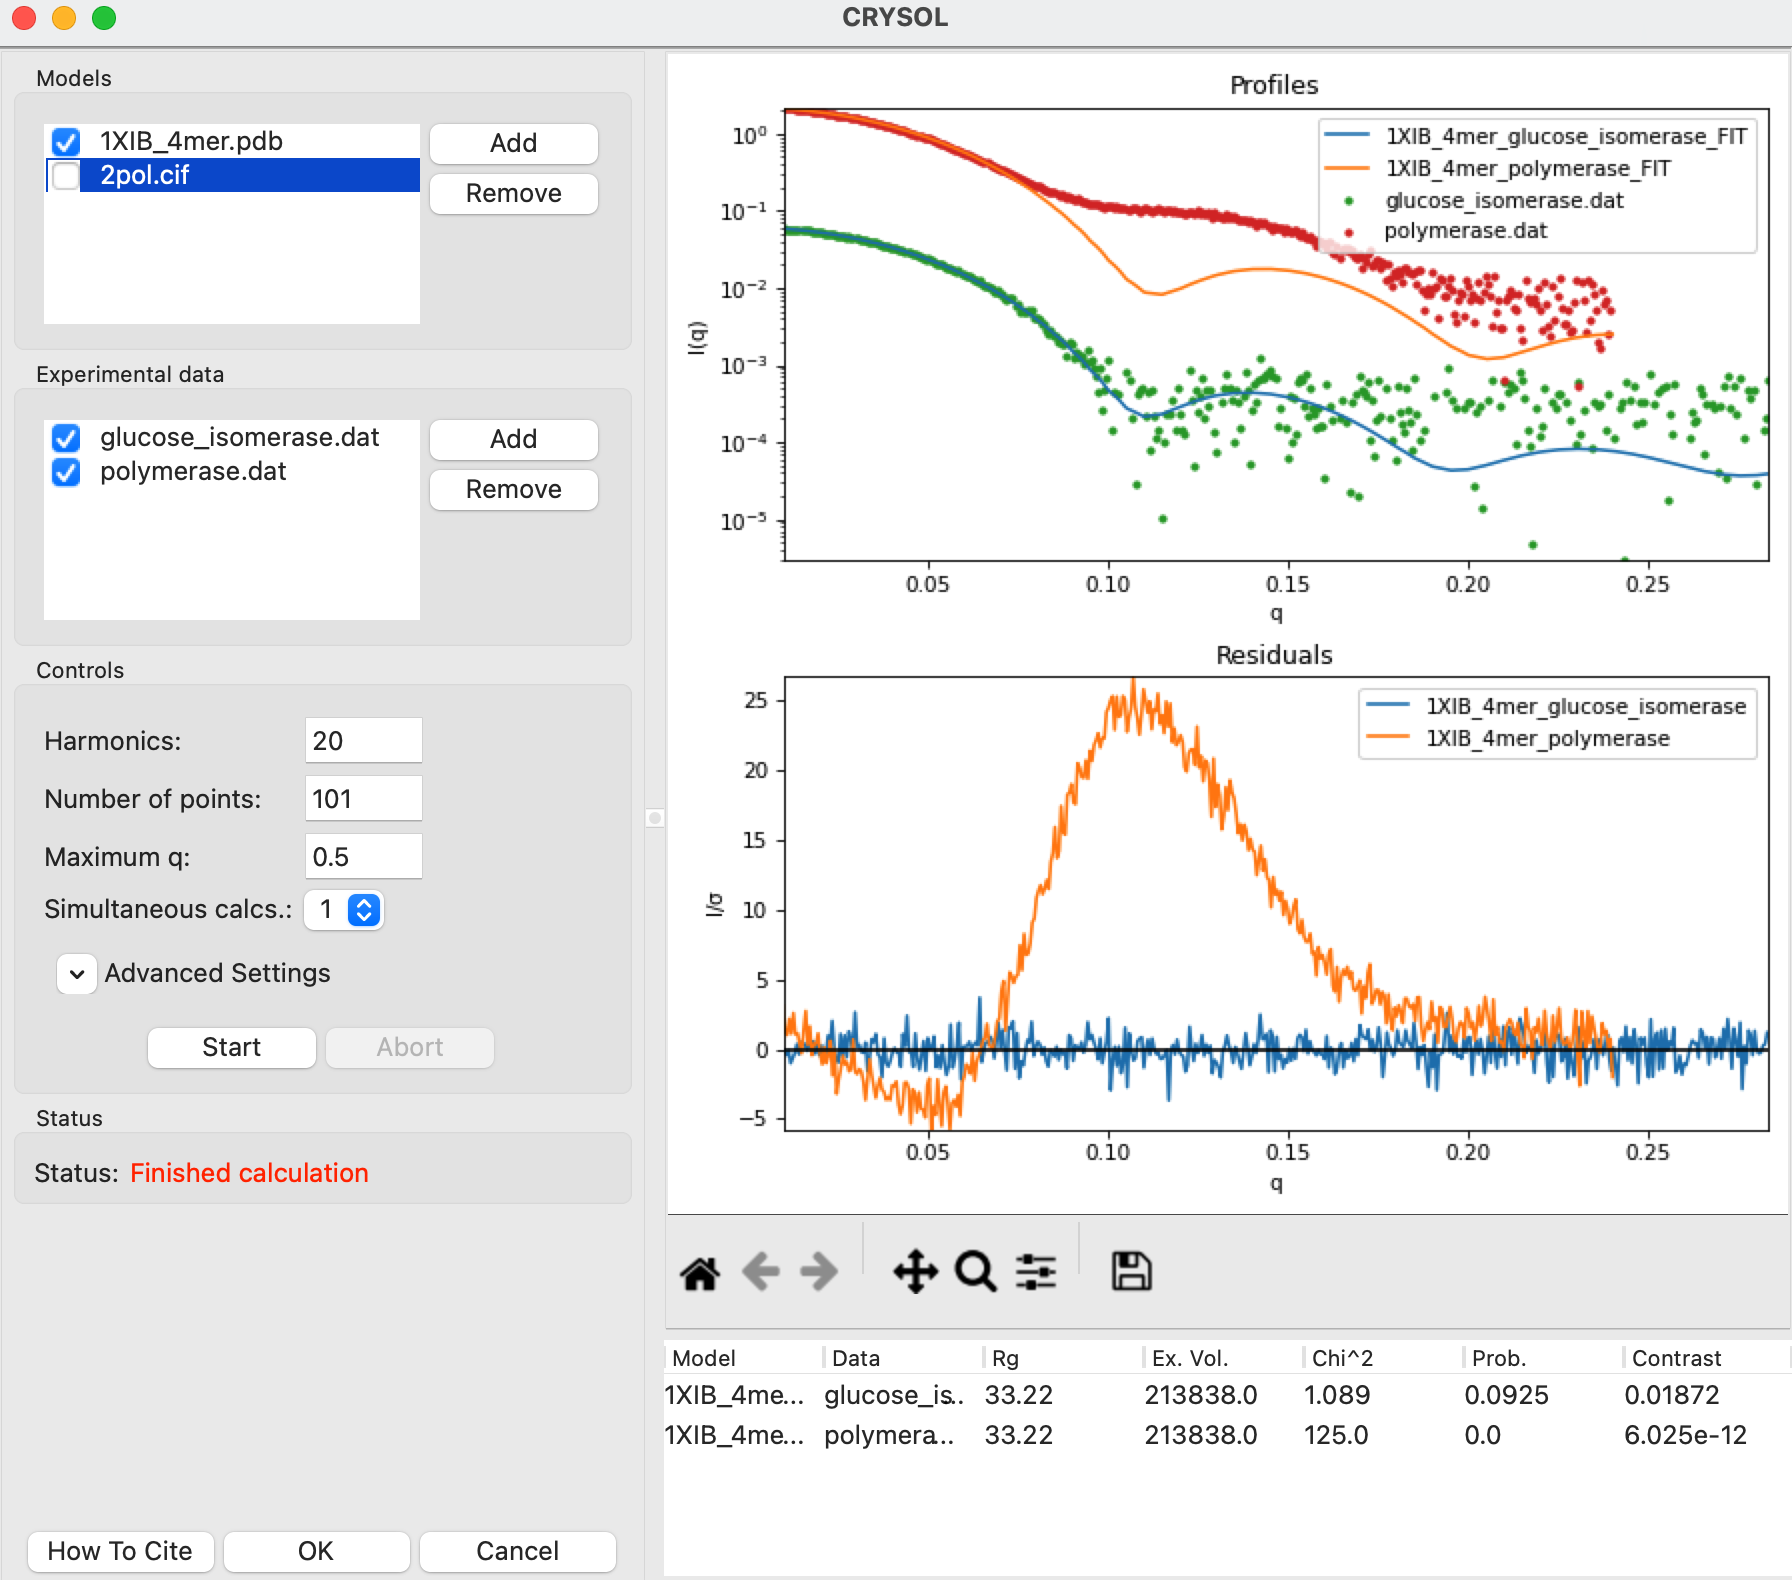 CRYSOL
Models
1XIB_4mer.pdb
2pol.cif
Add
Remove
Experimental data
glucose_isomerase.dat
polymerase.dat
Add
Remove
Controls
Harmonics: 20
Number of points: 101
Maximum q: 0.5
Simultaneous calcs.: 1
Advanced Settings
Start Abort
Status
Status: Finished calculation
How To Cite OK Cancel
Profiles
1XIB_4mer_glucose_isomerase_FIT
1XIB_4mer_polymerase_FIT
glucose_isomerase.dat
polymerase.dat
I(q)
10⁰
10⁻¹
10⁻²
10⁻³
10⁻⁴
10⁻⁵
0.05 0.10 0.15 0.20 0.25
q
Residuals
1XIB_4mer_glucose_isomerase
1XIB_4mer_polymerase
I/σ
25
20
15
10
5
0
−5
0.05 0.10 0.15 0.20 0.25
q
Model Data Rg Ex. Vol. Chi^2 Prob. Contrast
1XIB_4me... glucose_is... 33.22 213838.0 1.089 0.0925 0.01872
1XIB_4me... polymera... 33.22 213838.0 125.0 0.0 6.025e-12